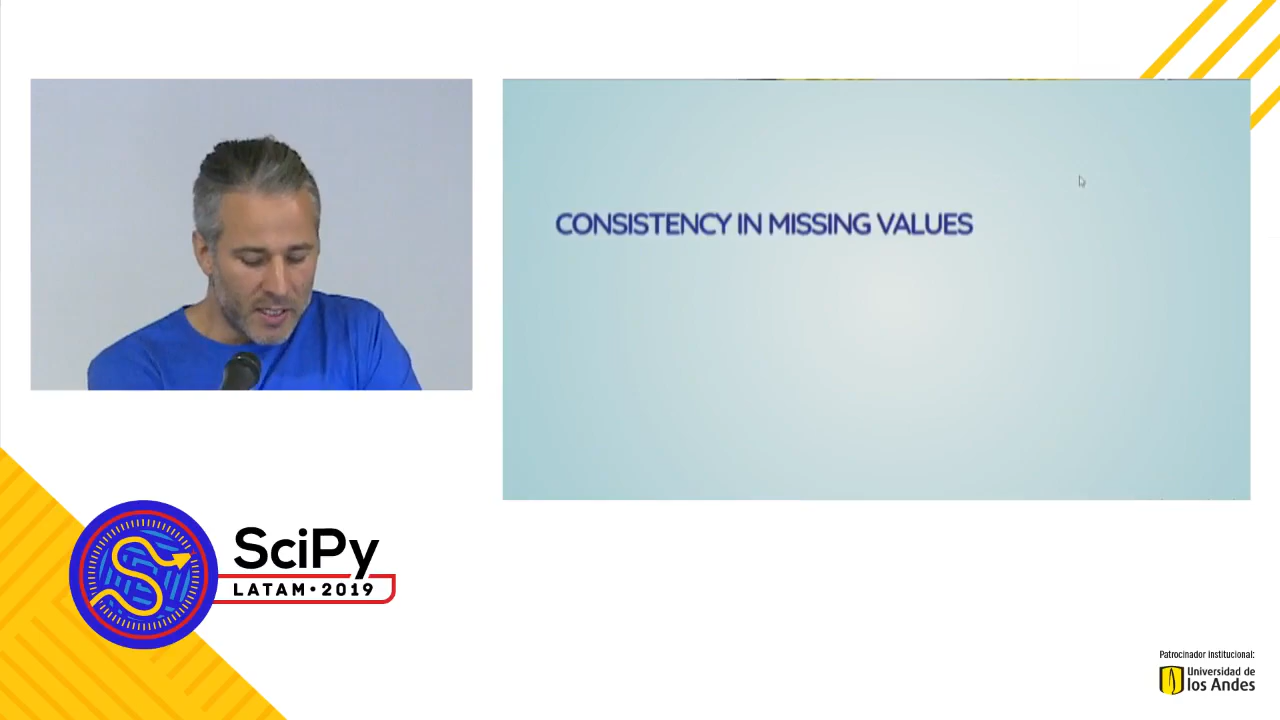 CONSISTENCY IN MISSING VALUES
SciPy
LATAM • 2019
Patrocinador institucional:
Universidad de
los Andes